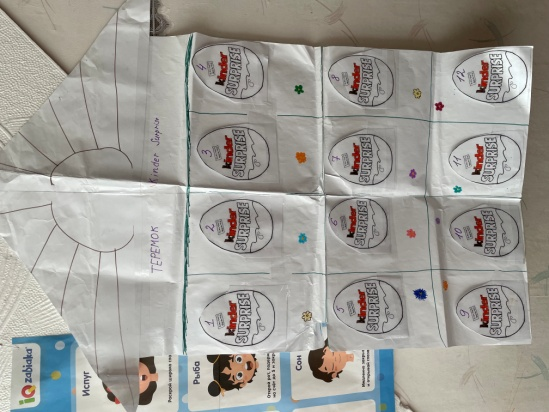 ТЕРЕМОК Kinder Surprise
1 2 3 4
kinder kinder kinder kinder
SURPRISE SURPRISE SURPRISE SURPRISE
5 6 7 8
kinder kinder kinder kinder
SURPRISE SURPRISE SURPRISE SURPRISE
9 10 11 12
kinder kinder kinder kinder
SURPRISE SURPRISE SURPRISE SURPRISE
iQ zabiaka
Испуг
Рыба
Сон